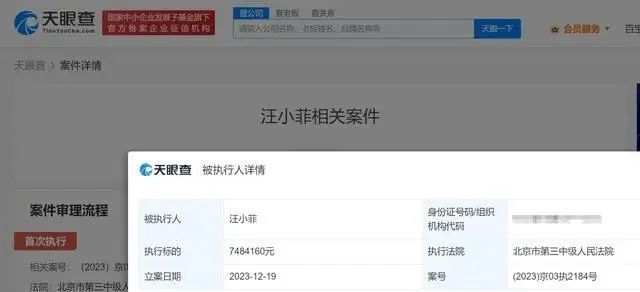 天眼查
TianYanCha.com
国家中小企业发展子基金旗下
官方备案企业征信机构
查公司 查老板 查关系
请输入公司名称、老板姓名、品牌名称等
天眼一下
会员服务
百宝
天眼查 > 案件详情
汪小菲相关案件
天眼查 被执行人详情
被执行人 汪小菲 身份证号码/组织机构代码
执行标的 7484160元 执行法院 北京市第三中级人民法院
立案日期 2023-12-19 案号 (2023)京03执2184号
案件审理流程
首次执行
相关案号： (2023) 京03
法院： 北京市第三中级人